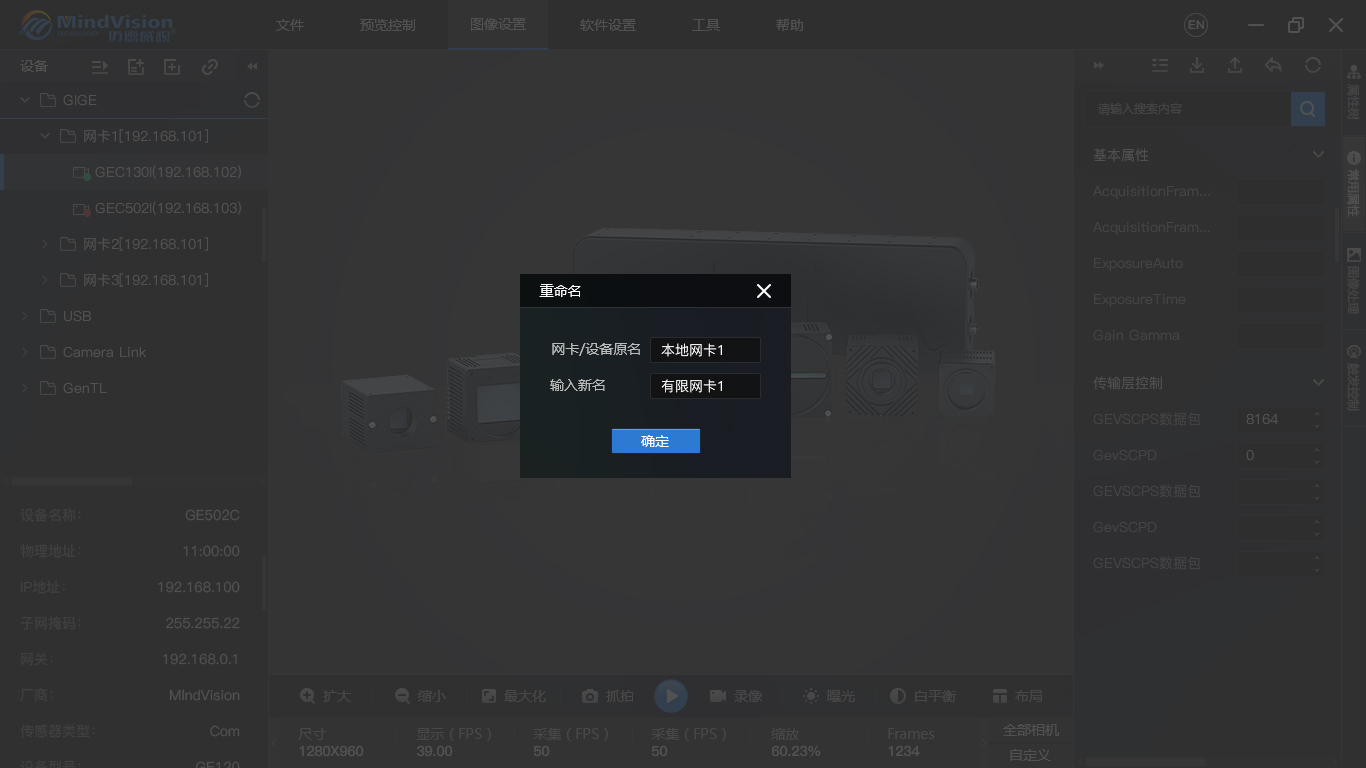 MindVision
文件
预览控制
图像设置
软件设置
工具
帮助
EN
设备
GIGE
网卡1[192.168.101]
GEC130I(192.168.102)
GEC502I(192.168.103)
网卡2[192.168.101]
网卡3[192.168.101]
USB
Camera Link
GenTL
设备名称: GE502C
物理地址: 11:00:00
IP地址: 192.168.100
子网掩码: 255.255.22
网关: 192.168.0.1
厂商: MIndVision
传感器类型: Com
设备型号: GE120
重命名
网卡/设备原名 本地网卡1
输入新名 有限网卡1
确定
扩大
缩小
最大化
抓拍
录像
曝光
白平衡
布局
尺寸
1280X960
显示（FPS）
39.00
采集（FPS）
50
采集（FPS）
50
缩放
60.23%
Frames
1234
全部相机
自定义
请输入搜索内容
基本属性
AcquisitionFram...
AcquisitionFram...
ExposureAuto
ExposureTime
Gain Gamma
传输层控制
GEVSCPS数据包 8164
GevSCPD 0
GEVSCPS数据包
GevSCPD
GEVSCPS数据包
属性树
常用属性
图像处理
触发控制